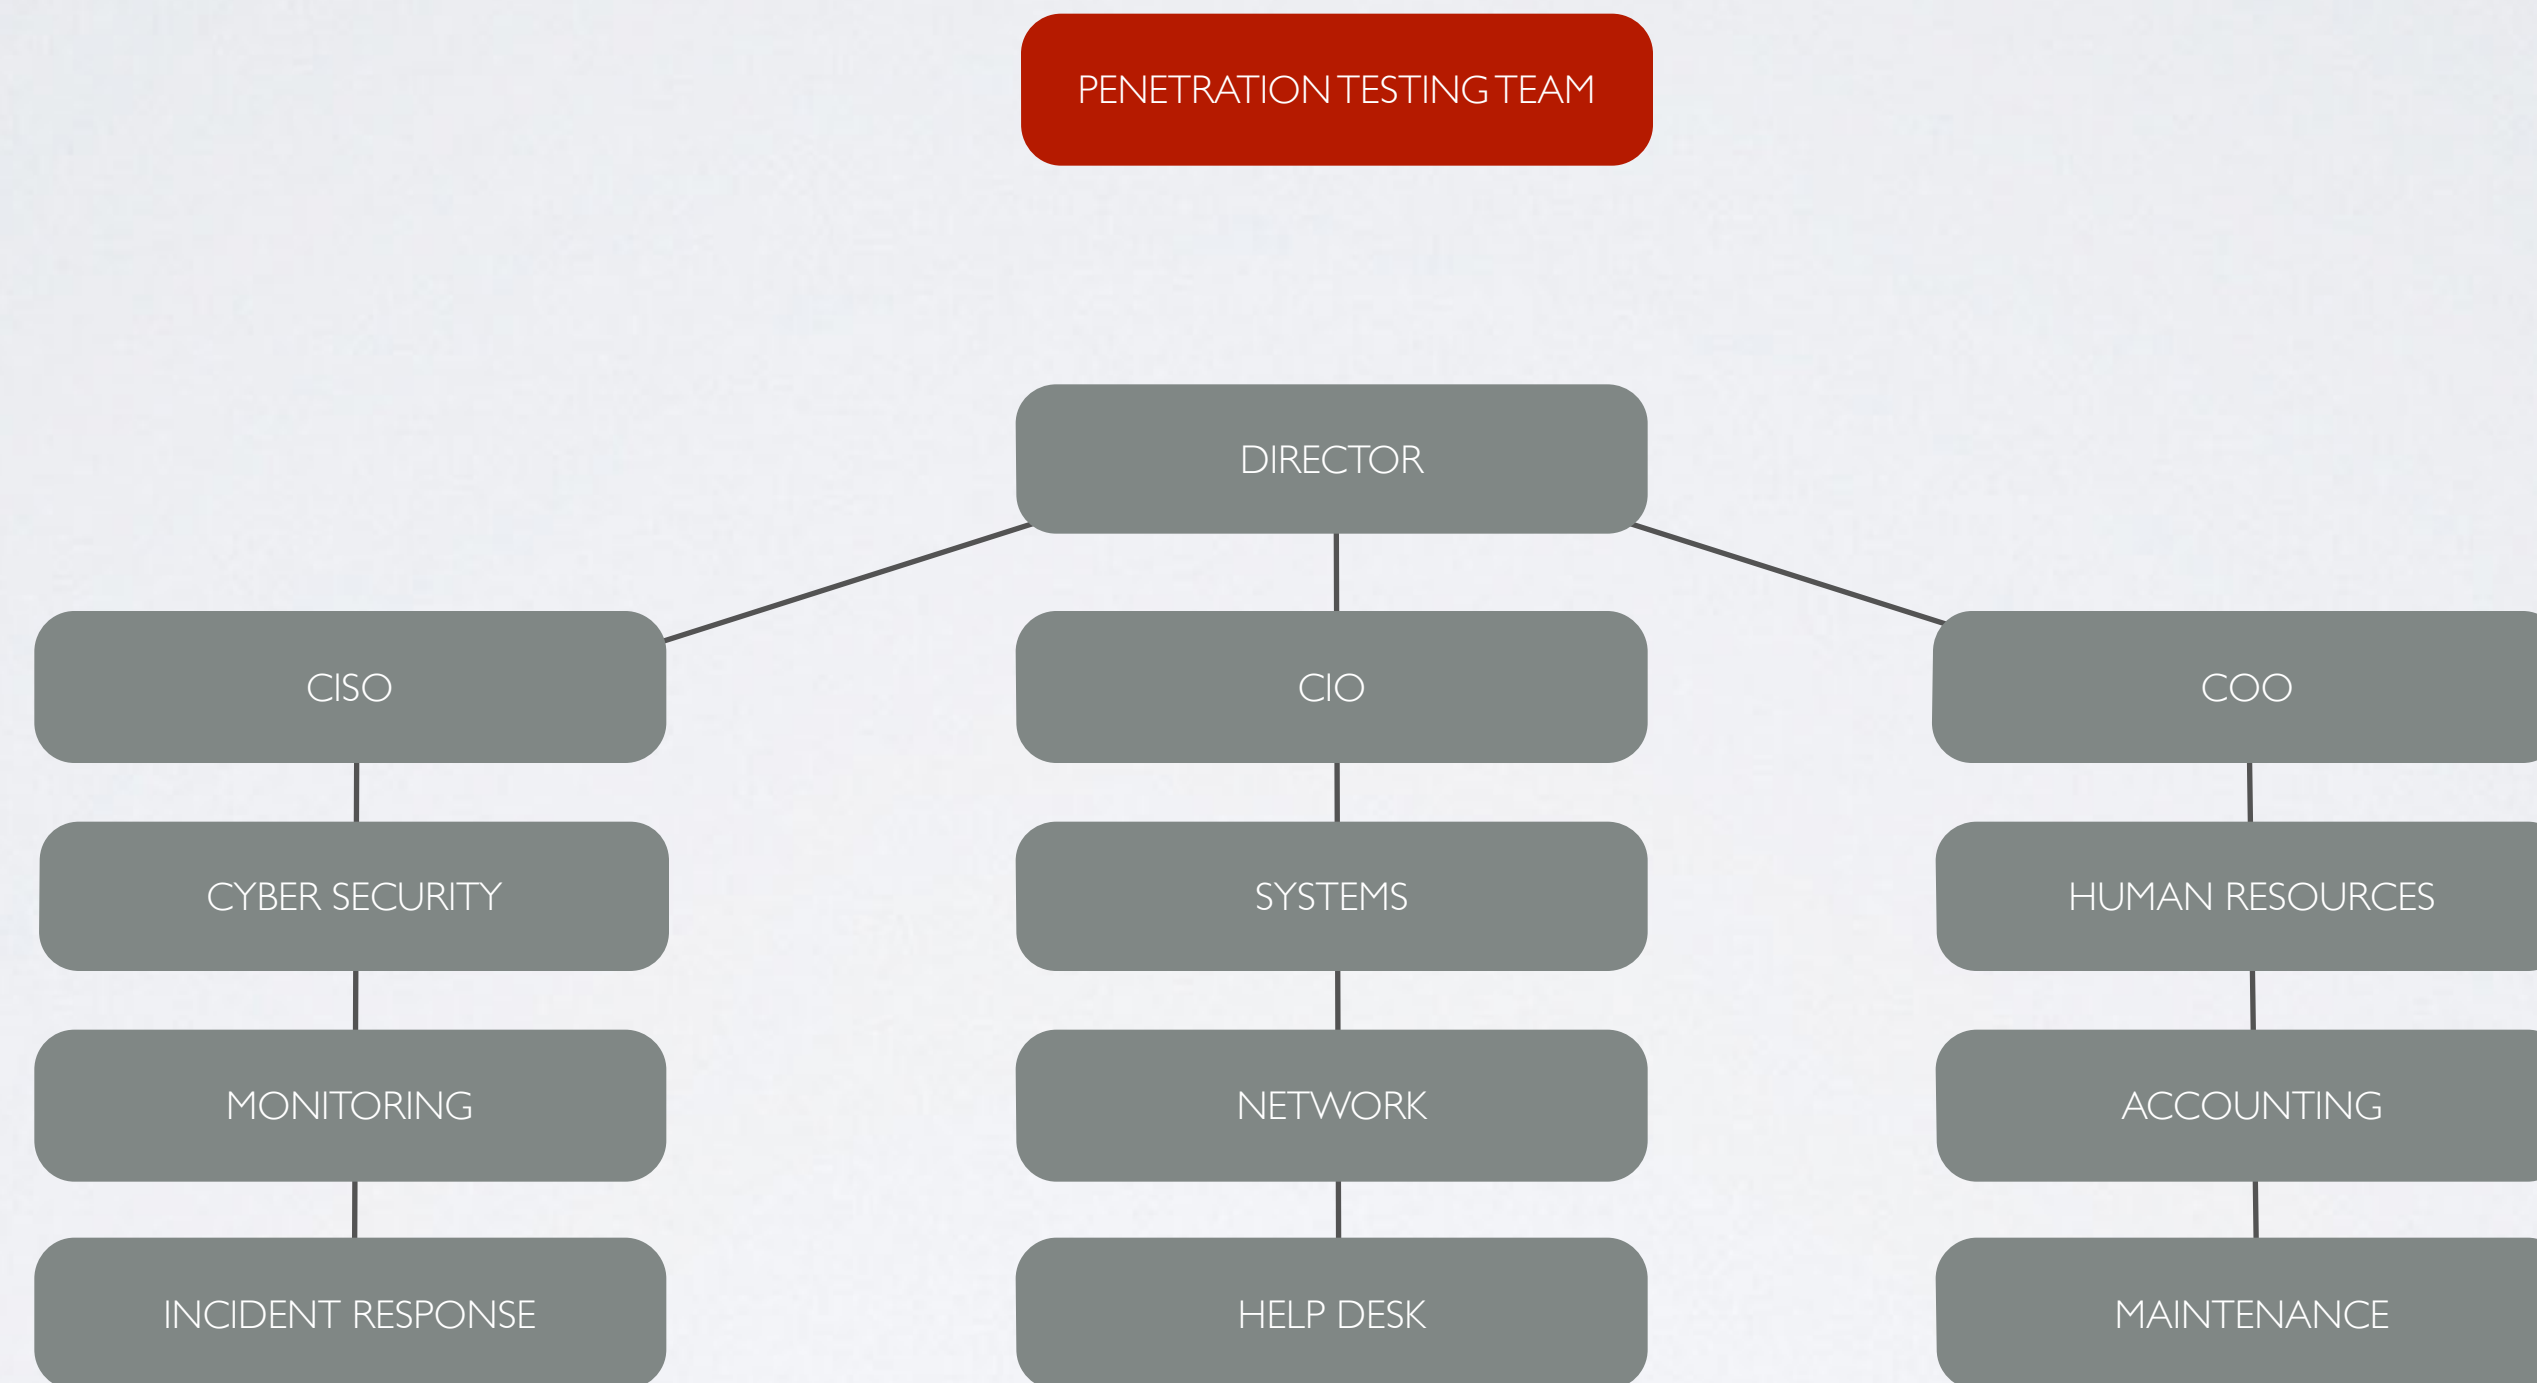 PENETRATION TESTING TEAM
DIRECTOR
CISO
CIO
COO
CYBER SECURITY
SYSTEMS
HUMAN RESOURCES
MONITORING
NETWORK
ACCOUNTING
INCIDENT RESPONSE
HELP DESK
MAINTENANCE